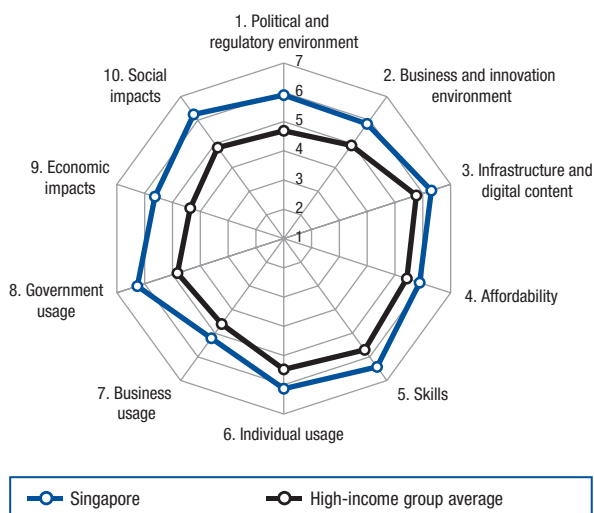 1. Political and
regulatory environment
2. Business and innovation
environment
3. Infrastructure and
digital content
4. Affordability
5. Skills
6. Individual usage
7. Business
usage
8. Government
usage
9. Economic
impacts
10. Social
impacts
7
6
5
4
3
2
1
Singapore
High-income group average